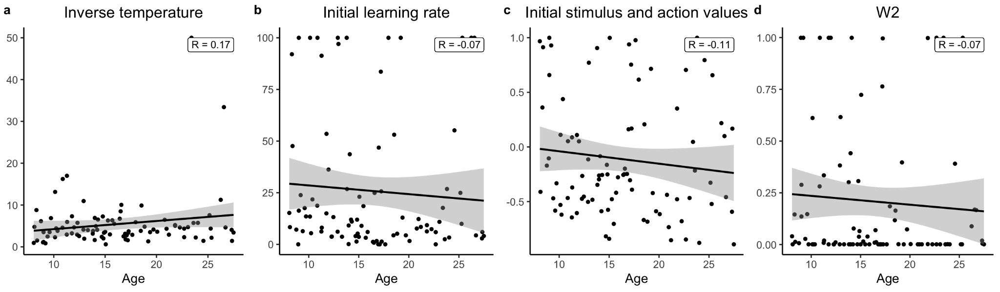 a Inverse temperature
50
40
30
20
10
0
R = 0.17
10 15 20 25
Age
b Initial learning rate
100
75
50
25
0
R = -0.07
10 15 20 25
Age
c Initial stimulus and action values
1.0
0.5
0.0
-0.5
R = -0.11
10 15 20 25
Age
d W2
1.00
0.75
0.50
0.25
0.00
R = -0.07
10 15 20 25
Age